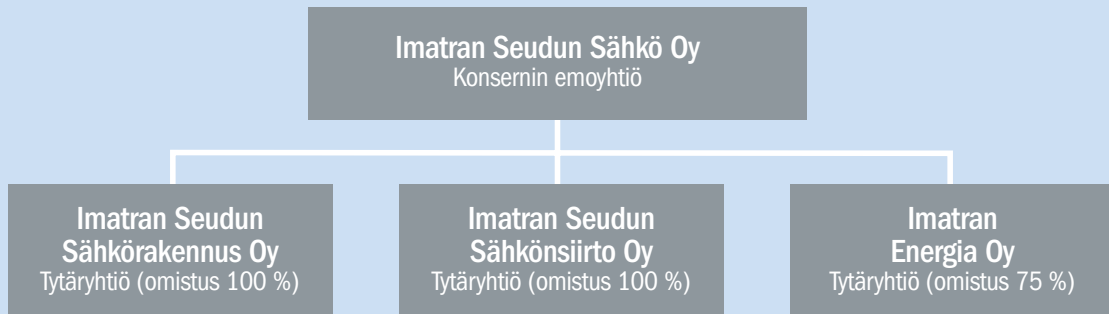 Imatran Seudun Sähkö Oy
Konsernin emoyhtiö
Imatran Seudun
Sähkörakennus Oy
Tytäryhtiö (omistus 100 %)
Imatran Seudun
Sähkönsiirto Oy
Tytäryhtiö (omistus 100 %)
Imatran
Energia Oy
Tytäryhtiö (omistus 75 %)